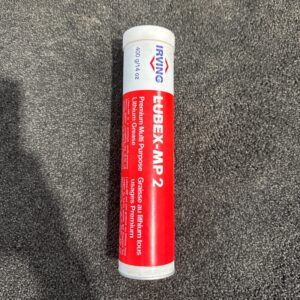 IRVING
400 g/14 oz
LUBEX-MP 2
Premium Multi Purpose
Lithium Grease
Graisse au lithium tous
usages Premium